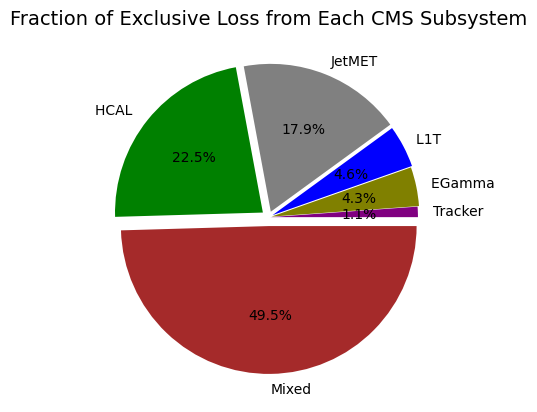 Fraction of Exclusive Loss from Each CMS Subsystem
JetMET
17.9%
HCAL
22.5%
L1T
4.6%
EGamma
4.3%
Tracker
1.1%
49.5%
Mixed